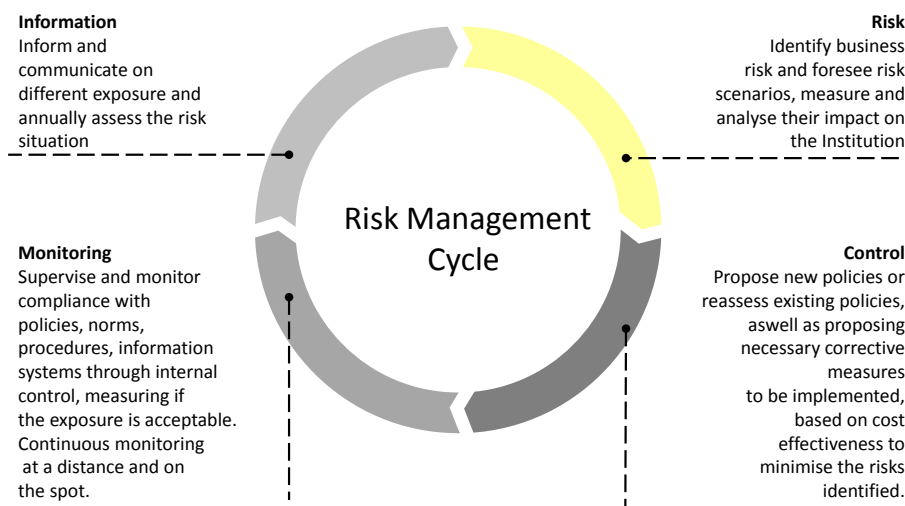 Information
Inform and
communicate on
different exposure and
annually assess the risk
situation
Risk
Identify business
risk and foresee risk
scenarios, measure and
analyse their impact on
the Institution
Risk Management
Cycle
Monitoring
Supervise and monitor
compliance with
policies, norms,
procedures, information
systems through internal
control, measuring if
the exposure is acceptable.
Continuous monitoring
at a distance and on
the spot.
Control
Propose new policies or
reassess existing policies,
aswell as proposing
necessary corrective
measures
to be implemented,
based on cost
effectiveness to
minimise the risks
identified.